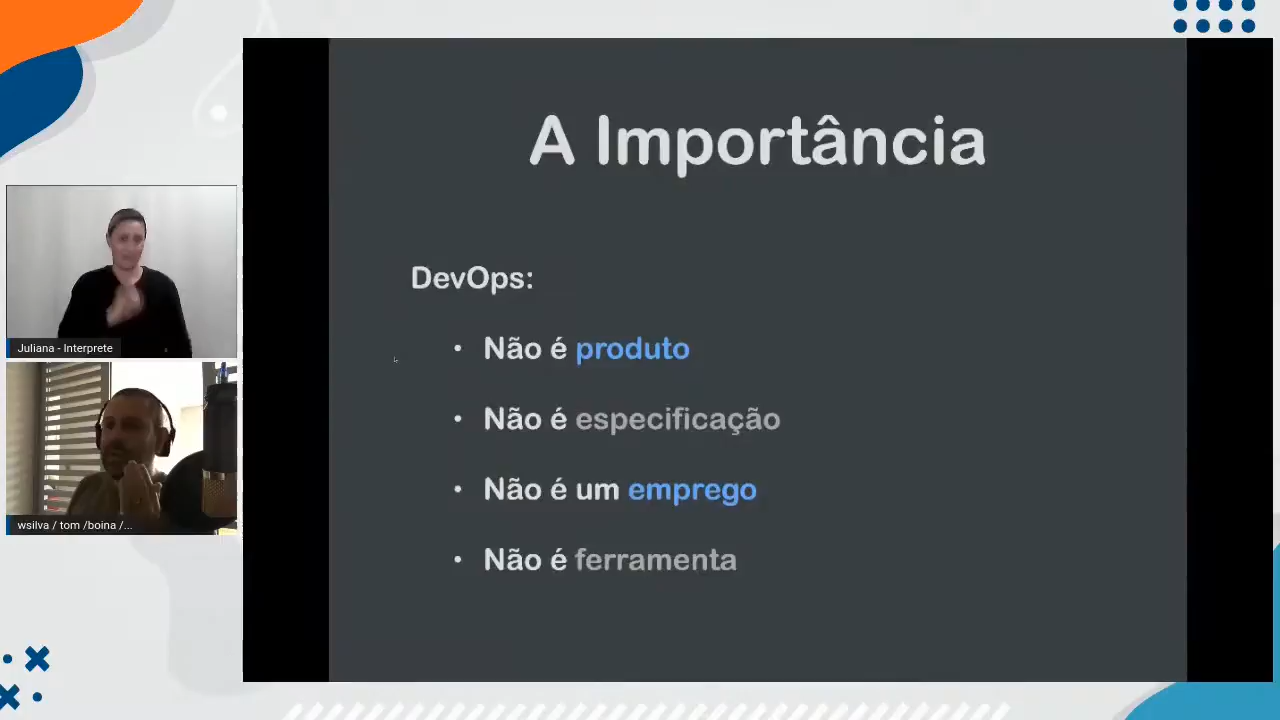 A Importância
DevOps:
• Não é produto
• Não é especificação
• Não é um emprego
• Não é ferramenta
Juliana - Interprete
wsilva / tom /boina /...